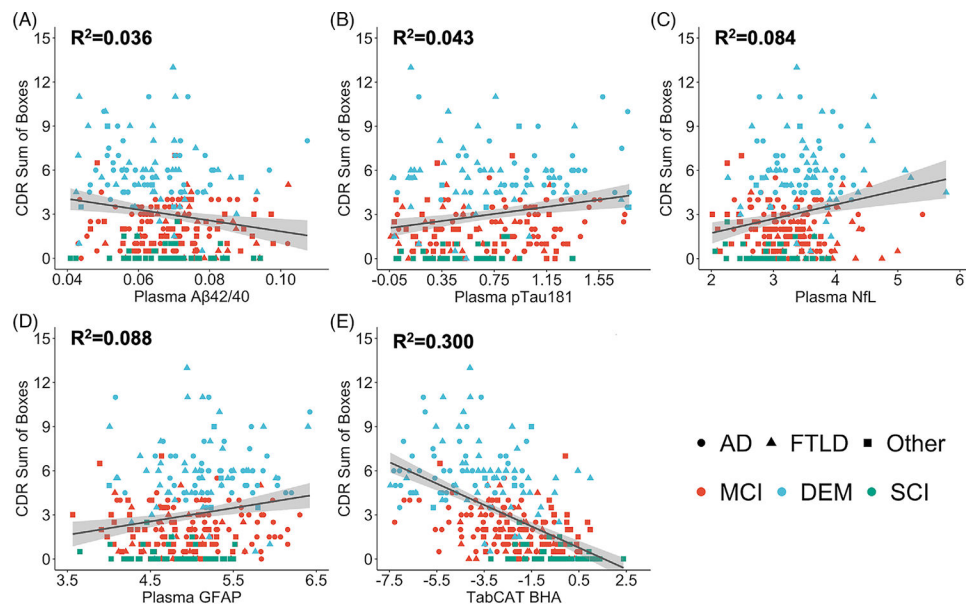 (A)
R²=0.036
CDR Sum of Boxes
15
12
9
6
3
0
0.04 0.06 0.08 0.10
Plasma Aβ42/40
(B)
R²=0.043
CDR Sum of Boxes
15
12
9
6
3
0
-0.05 0.35 0.75 1.15 1.55
Plasma pTau181
(C)
R²=0.084
CDR Sum of Boxes
15
12
9
6
3
0
2 3 4 5 6
Plasma NfL
(D)
R²=0.088
CDR Sum of Boxes
15
12
9
6
3
0
3.5 4.5 5.5 6.5
Plasma GFAP
(E)
R²=0.300
CDR Sum of Boxes
15
12
9
6
3
0
-7.5 -5.5 -3.5 -1.5 0.5 2.5
TabCAT BHA
AD FTLD Other
MCI DEM SCI